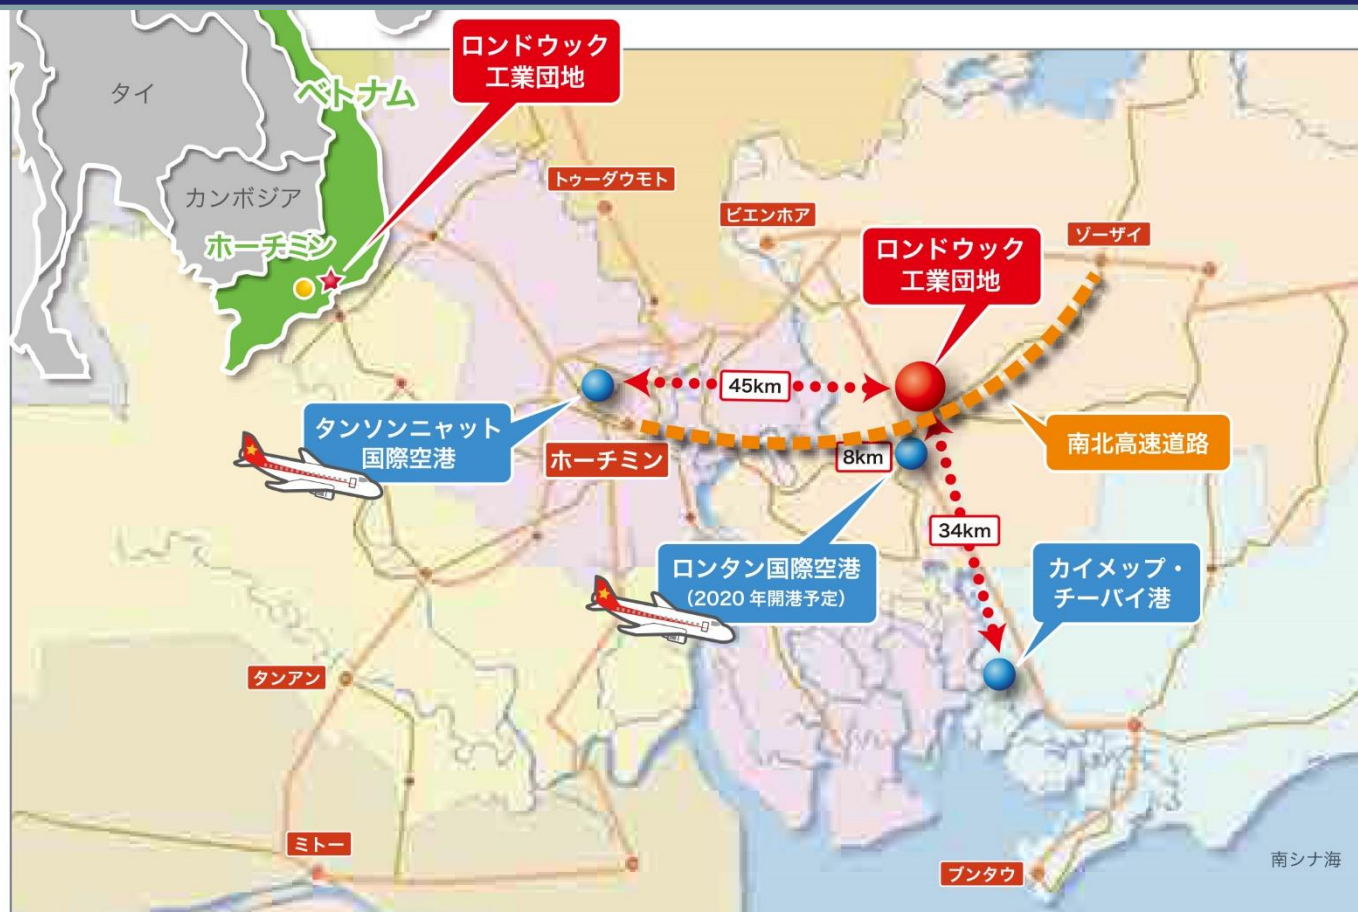 ロンドウック
工業団地
タイ
ベトナム
カンボジア
ホーチミン
トゥーダウモト
ビエンホア
ゾーザイ
ロンドウック
工業団地
45km
タンソンニャット
国際空港
ホーチミン
8km
南北高速道路
34km
ロンタン国際空港
(2020年開港予定)
カイメップ・
チーバイ港
タンアン
ミトー
ブンタウ
南シナ海